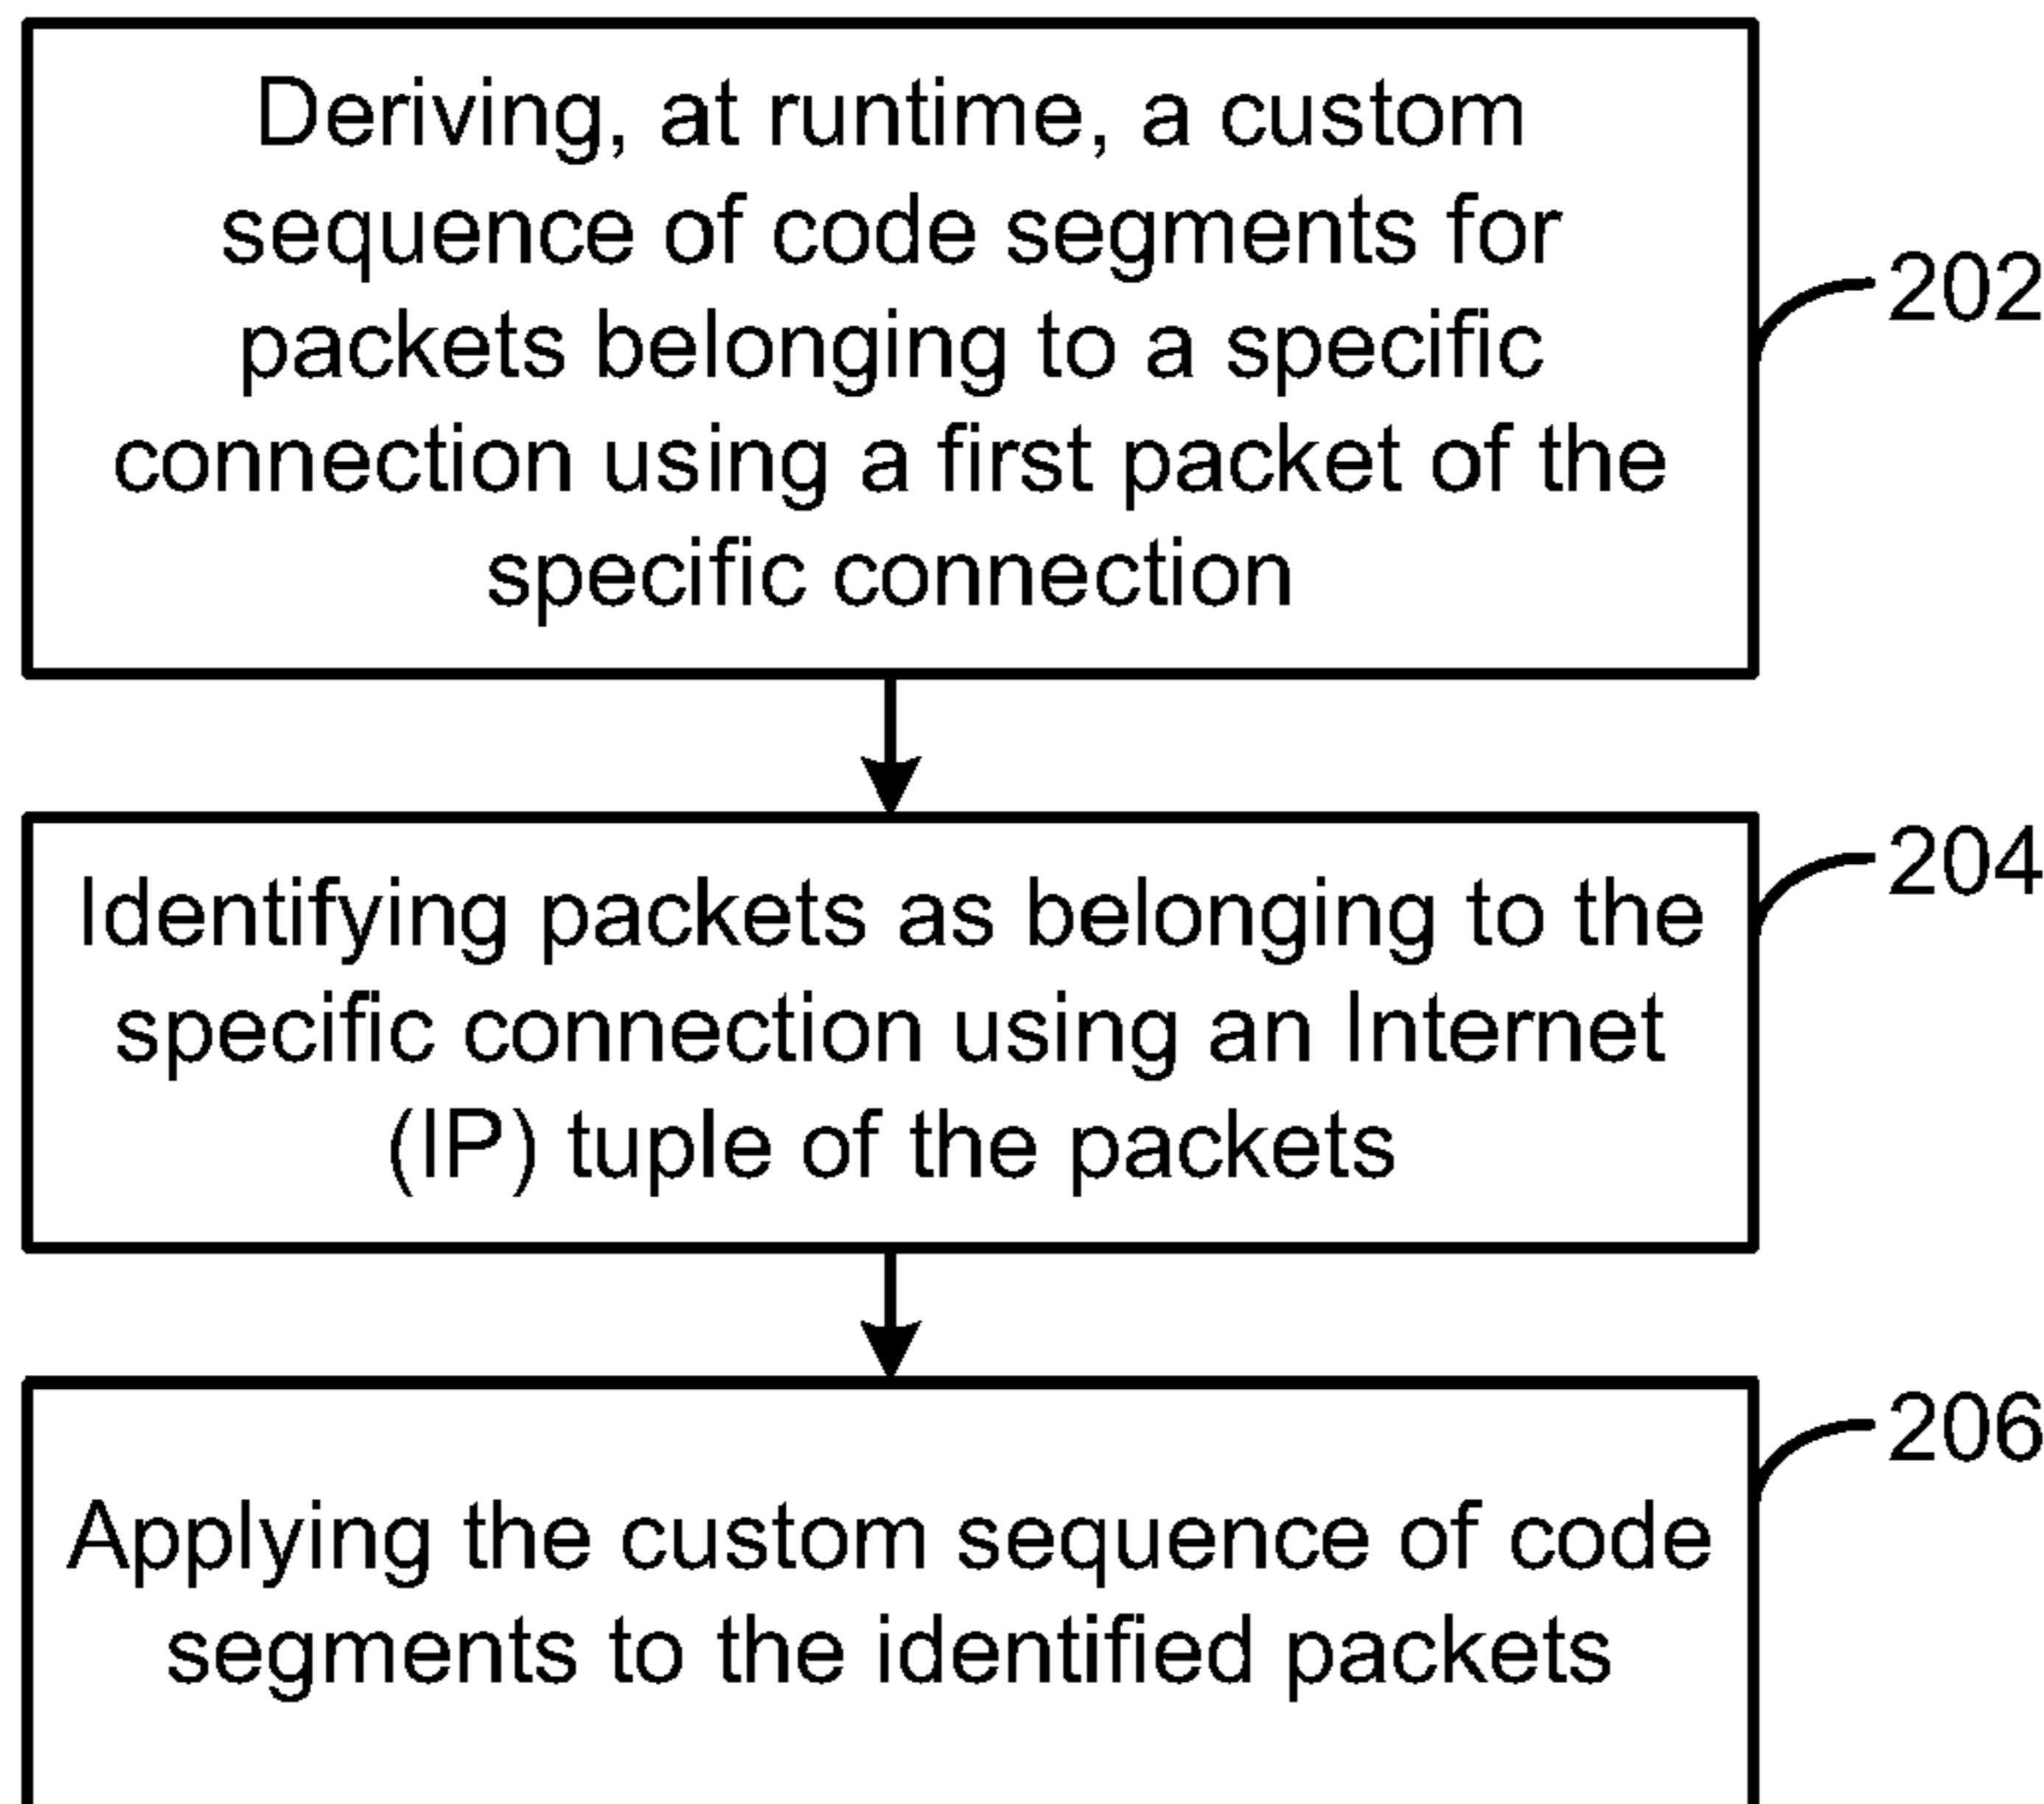 Deriving, at runtime, a custom
sequence of code segments for
packets belonging to a specific
connection using a first packet of the
specific connection
202
Identifying packets as belonging to the
specific connection using an Internet
(IP) tuple of the packets
204
Applying the custom sequence of code
segments to the identified packets
206